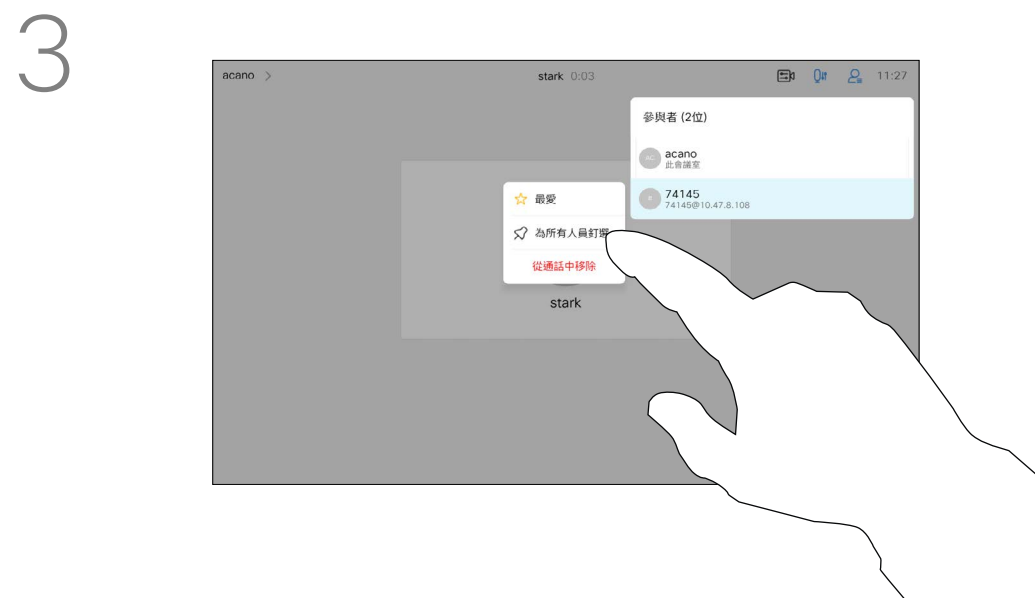 3
acano >
stark 0:03
11:27
參與者 (2位)
AC
acano
此會議室
74145
74145@10.47.8.108
最愛
為所有人員釘選
從通話中移除
stark